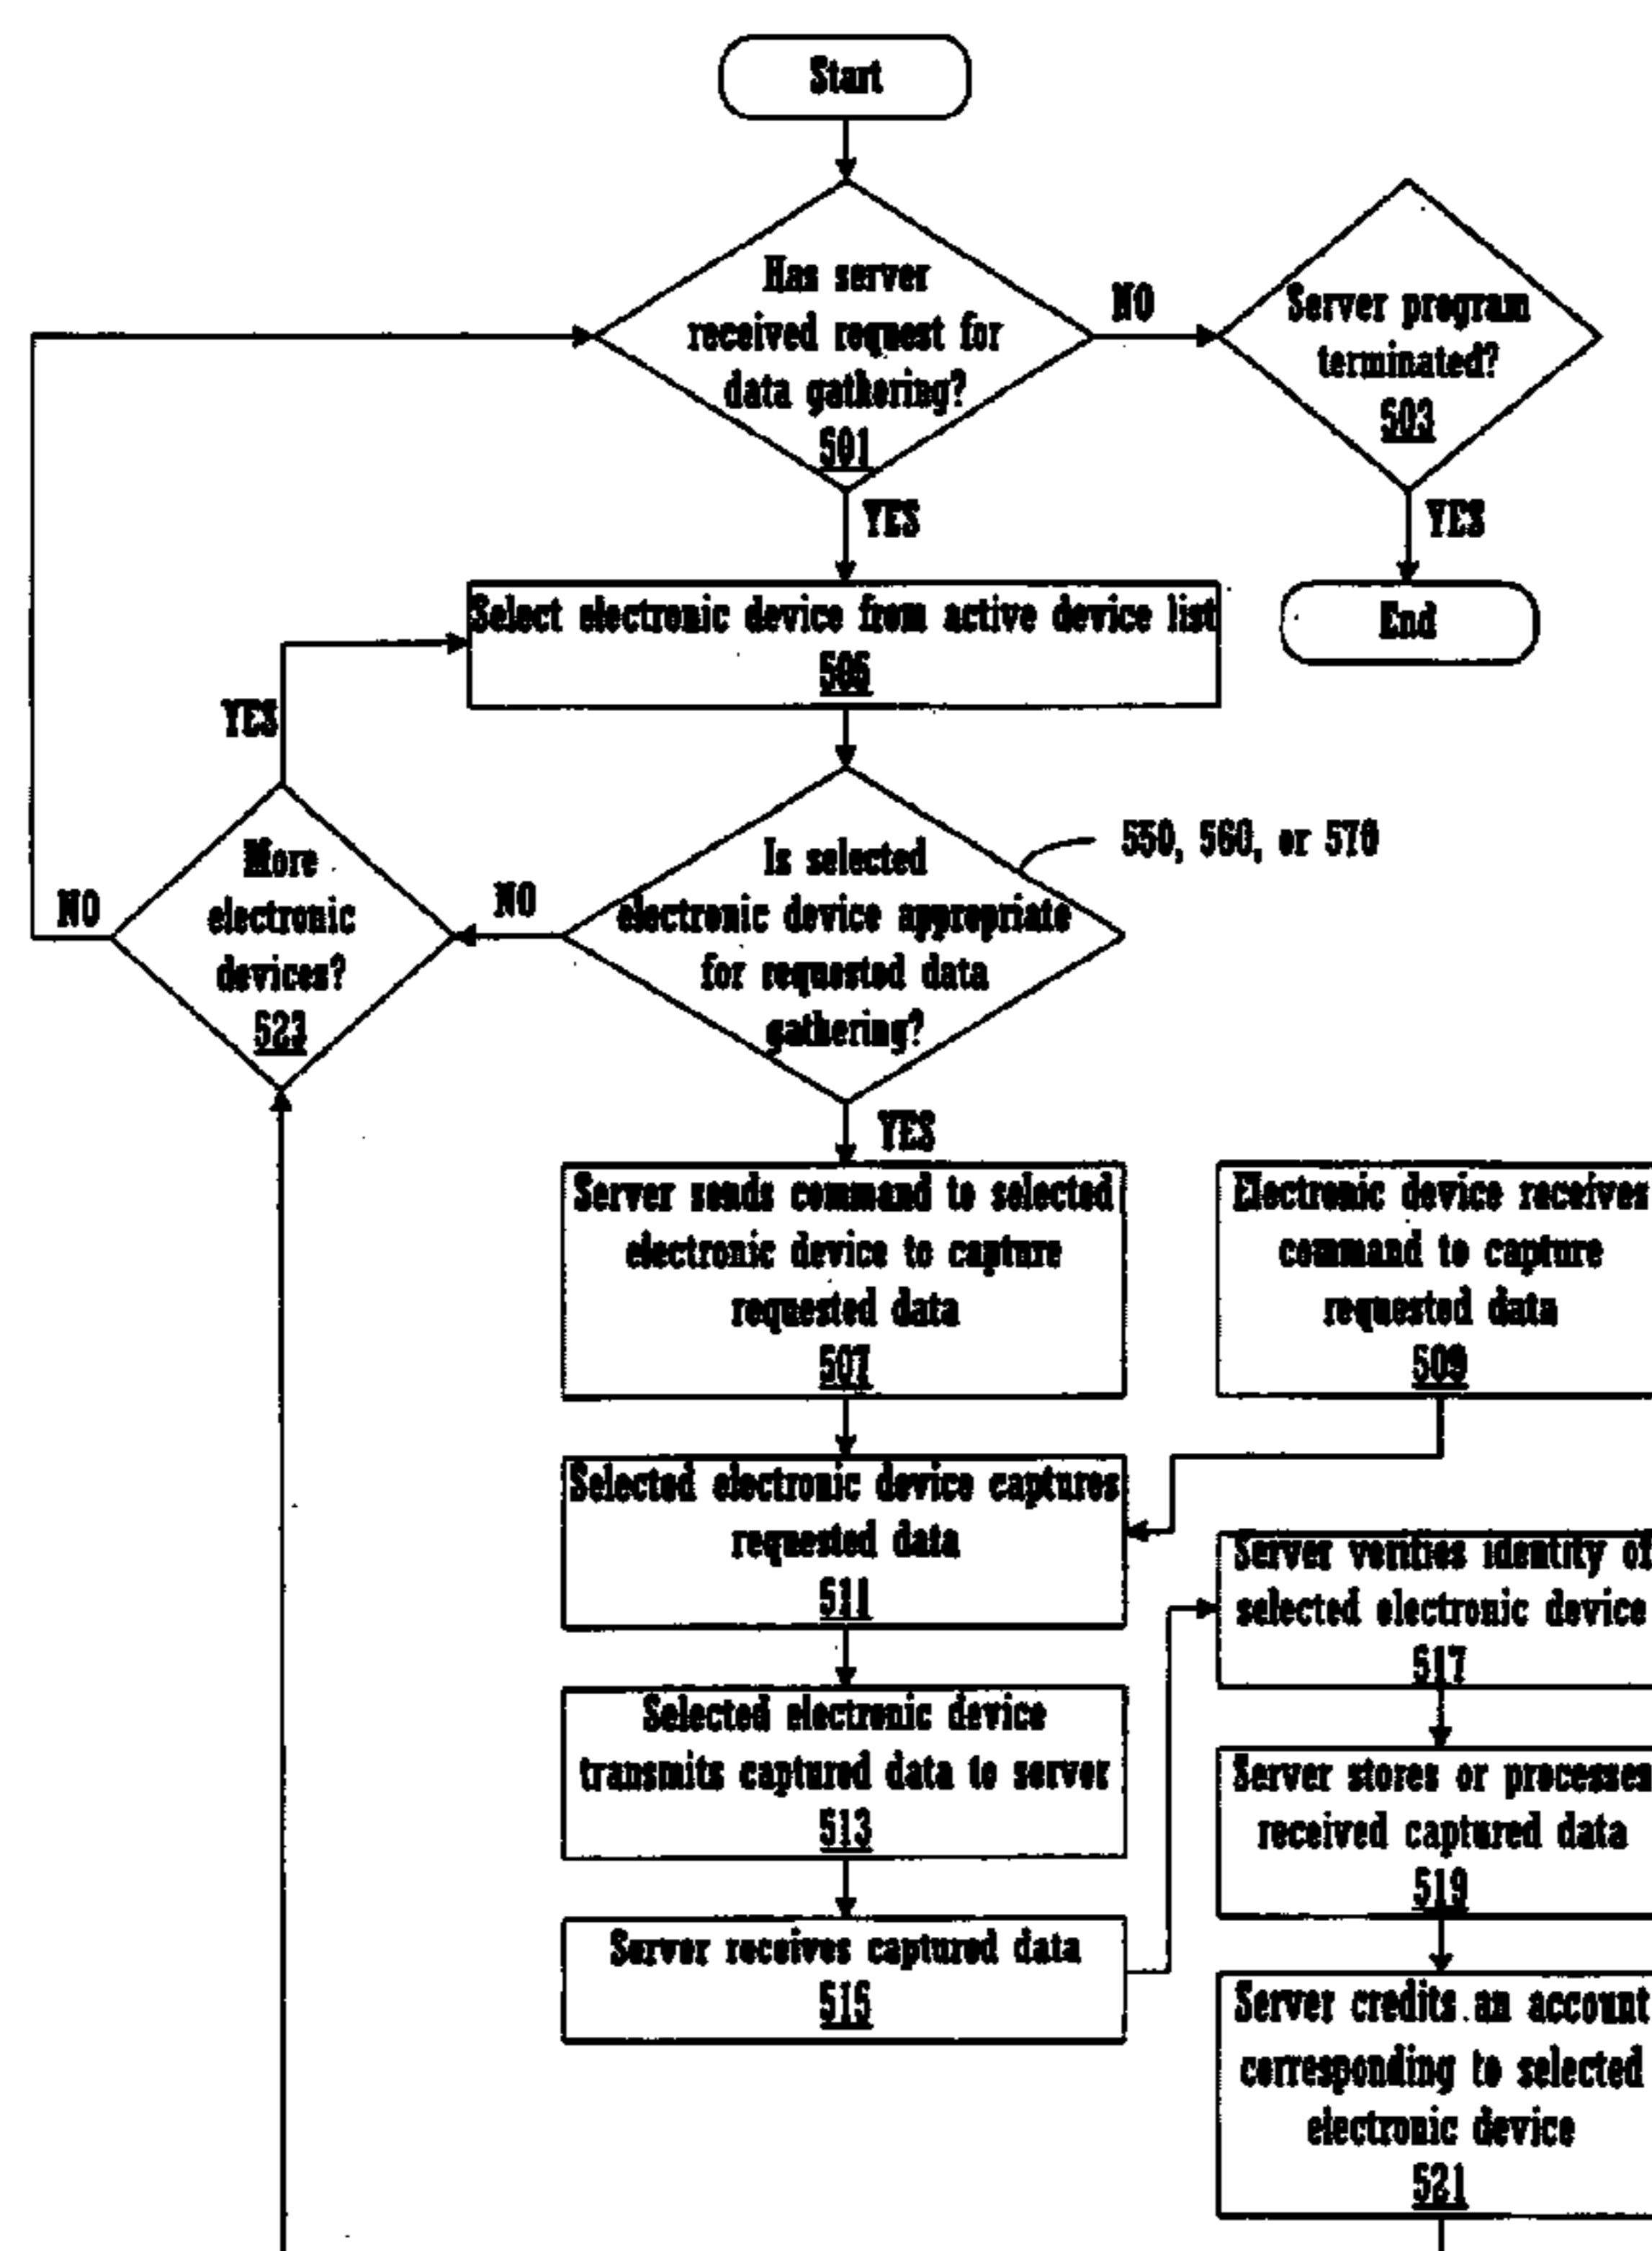 Start
Has server
received request for
data gathering?
501
NO
Server program
terminated?
503
YES
YES
Select electronic device from active device list
505
End
YES
More
electronic
devices?
523
NO
NO
Is selected
electronic device appropriate
for requested data
gathering?
550, 560, or 570
YES
Server sends command to selected
electronic device to capture
requested data
507
Electronic device receives
command to capture
requested data
509
Selected electronic device captures
requested data
511
Selected electronic device
transmits captured data to server
513
Server receives captured data
515
Server verifies identity of
selected electronic device
517
Server stores or processes
received captured data
519
Server credits an account
corresponding to selected
electronic device
521